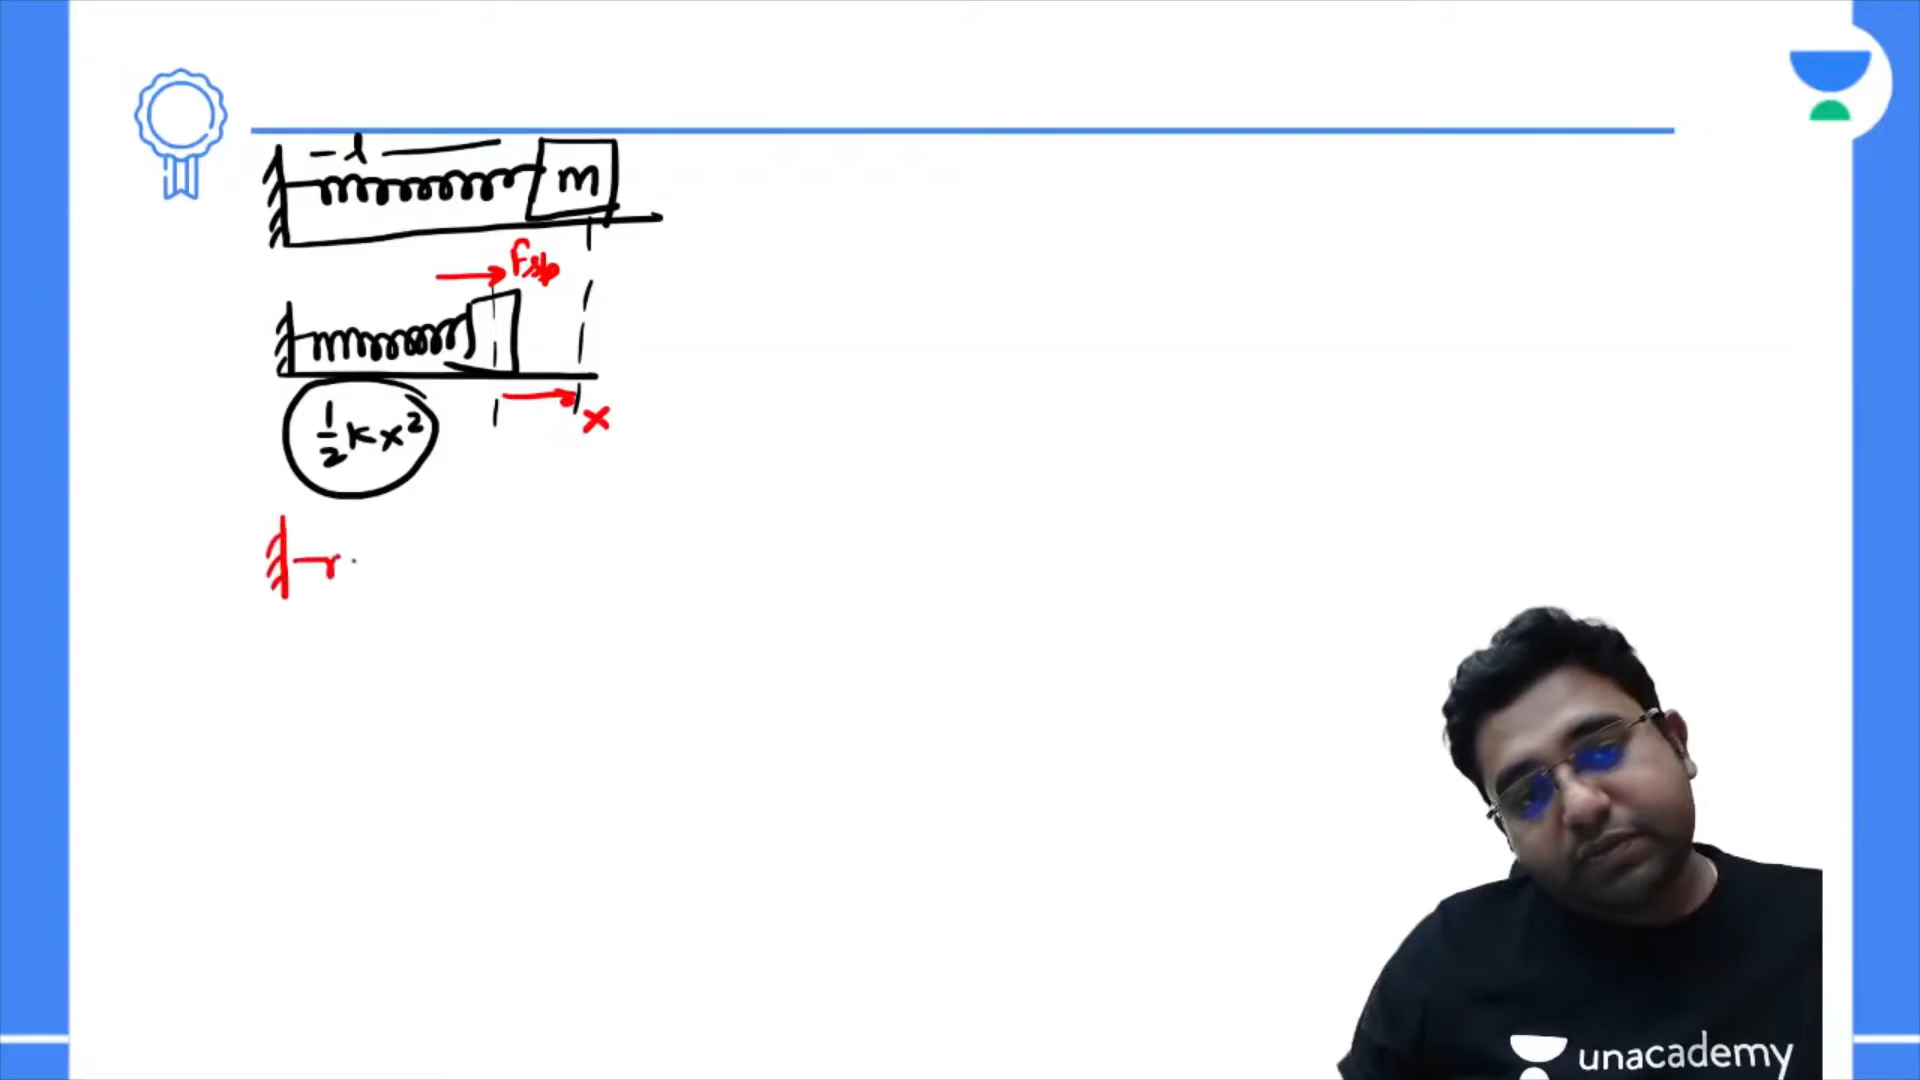 l
m
Fsp
x
1/2 kx²
unacademy